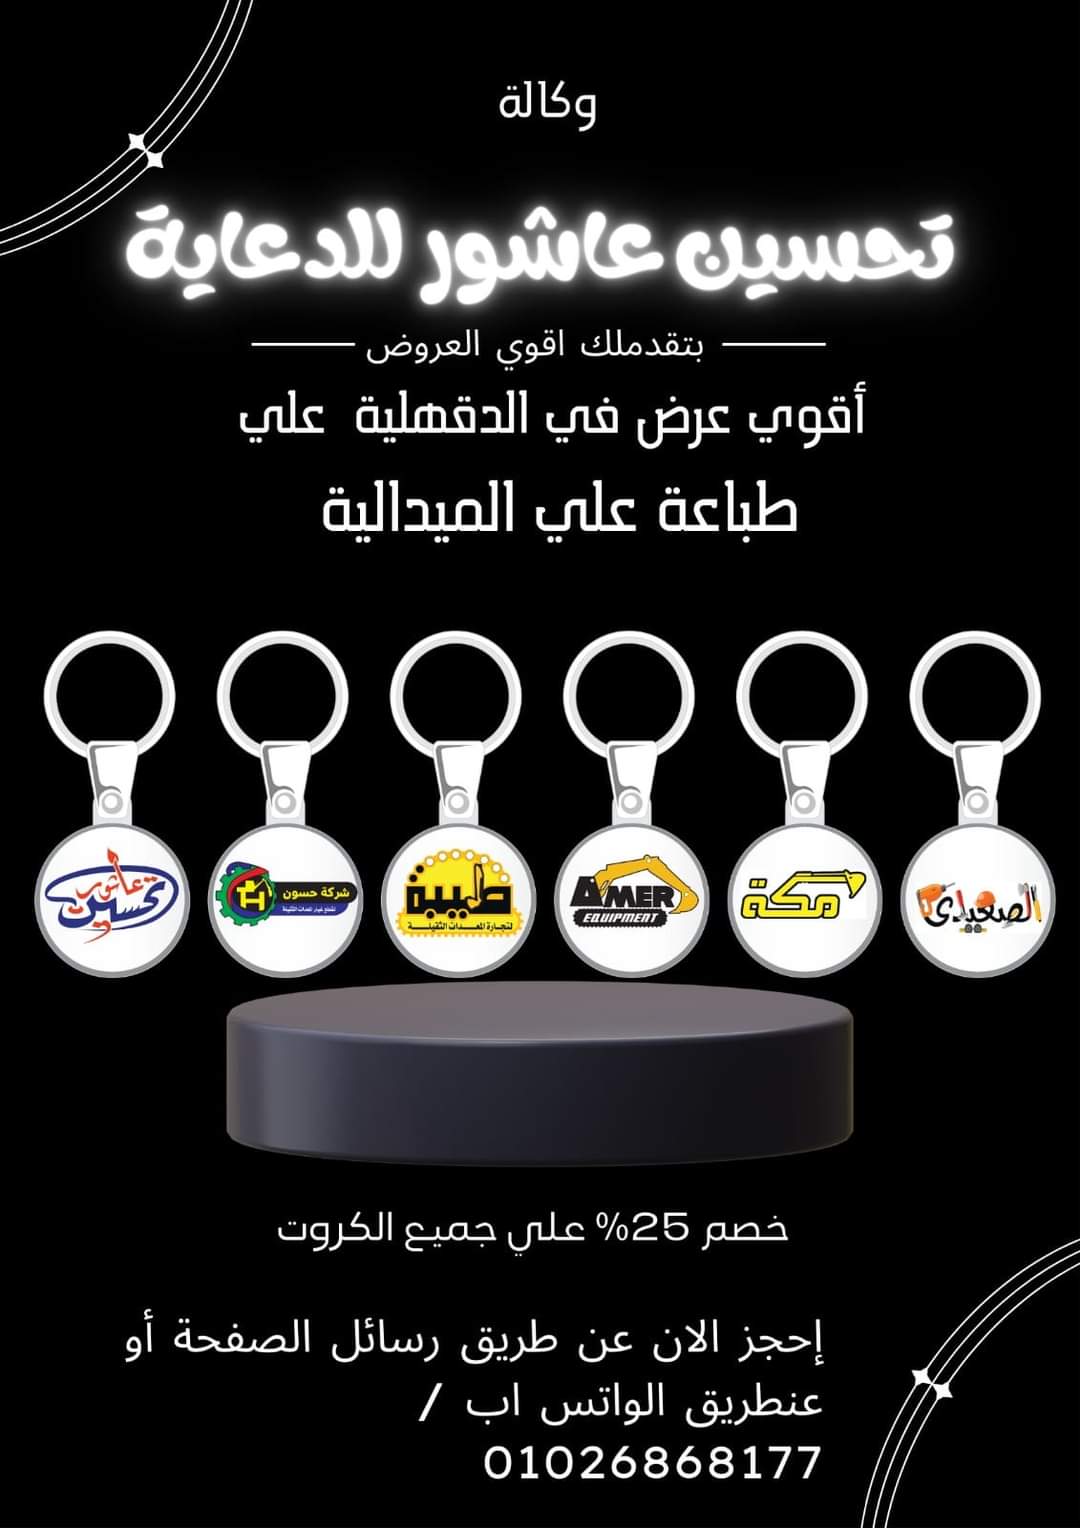 وكالة
تحسين عاشور للدعاية
بتقدملك اقوي العروض
أقوي عرض في الدقهلية علي
طباعة علي الميدالية
تحسين عاشور
شركة حسون
طيبة
لتجارة المعدات الثقيلة
AMER
EQUIPMENT
مكة
الصعيدى
خصم 25% علي جميع الكروت
إحجز الان عن طريق رسائل الصفحة أو
عنطريق الواتس اب /
01026868177